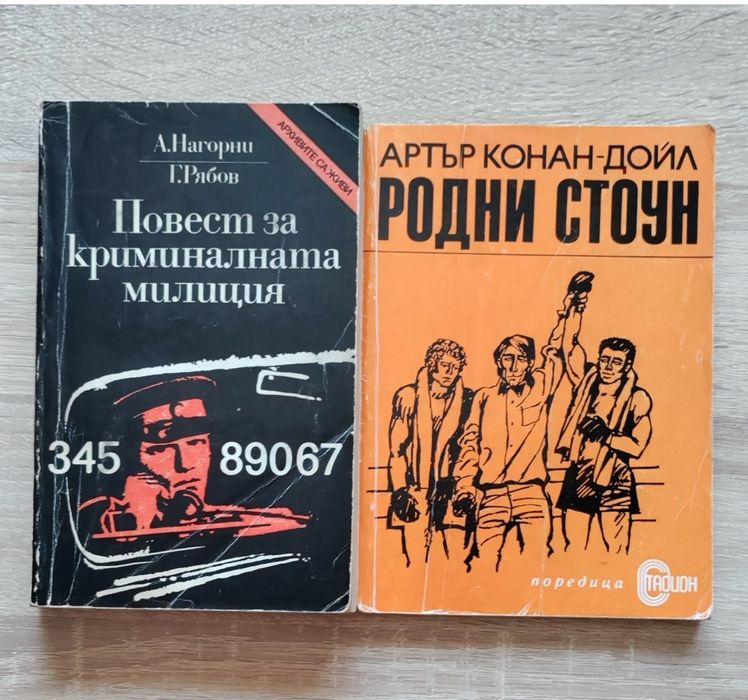 А.Нагорни
Г.Рябов
АРХИВИТЕ СА ЖИВИ
Повест за
криминалната
милиция
345 89067
АРТЪР КОНАН-ДОЙЛ
РОДНИ СТОУН
поредица
СТАДИОН